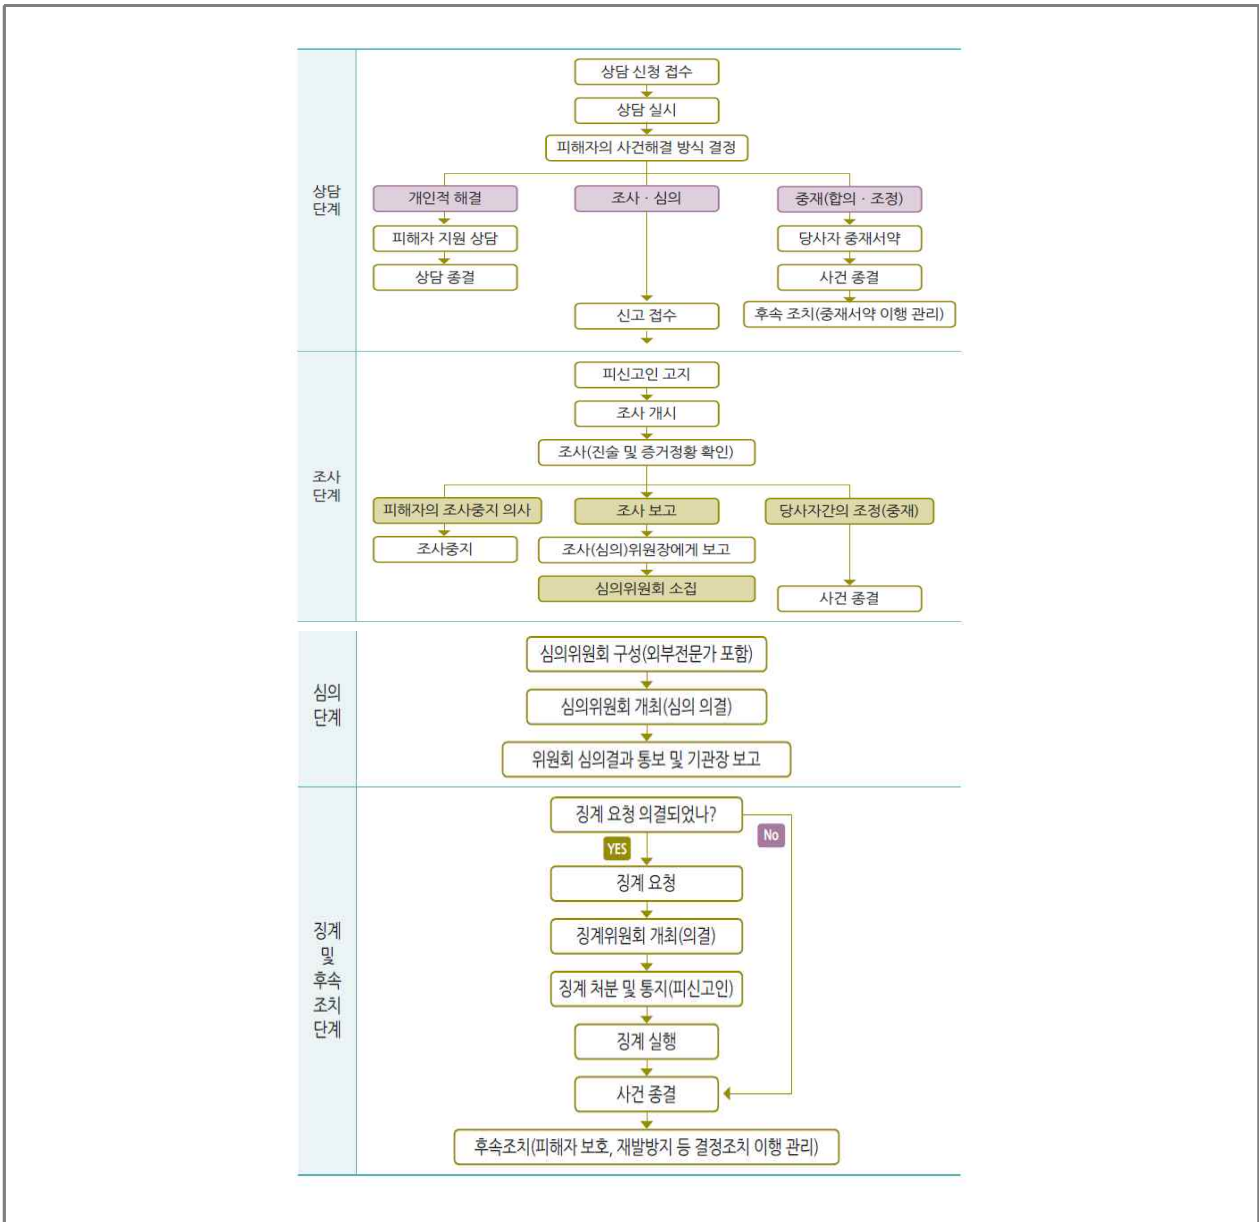 상담
단계
상담 신청 접수
상담 실시
피해자의 사건해결 방식 결정
개인적 해결
조사 · 심의
중재(합의 · 조정)
피해자 지원 상담
당사자 중재서약
상담 종결
사건 종결
신고 접수
후속 조치(중재서약 이행 관리)
조사
단계
피신고인 고지
조사 개시
조사(진술 및 증거정황 확인)
피해자의 조사중지 의사
조사 보고
당사자간의 조정(중재)
조사중지
조사(심의)위원장에게 보고
심의위원회 소집
사건 종결
심의
단계
심의위원회 구성(외부전문가 포함)
심의위원회 개최(심의 의결)
위원회 심의결과 통보 및 기관장 보고
징계
및
후속
조치
단계
징계 요청 의결되었나?
YES
No
징계 요청
징계위원회 개최(의결)
징계 처분 및 통지(피신고인)
징계 실행
사건 종결
후속조치(피해자 보호, 재발방지 등 결정조치 이행 관리)